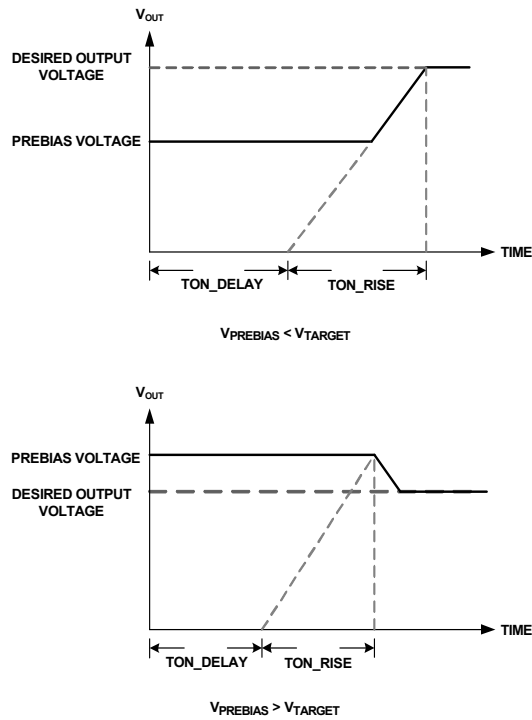 VOUT
DESIRED OUTPUT
VOLTAGE
PREBIAS VOLTAGE
TIME
TON_DELAY
TON_RISE
VPREBIAS < VTARGET
VOUT
PREBIAS VOLTAGE
DESIRED OUTPUT
VOLTAGE
TIME
TON_DELAY
TON_RISE
VPREBIAS > VTARGET